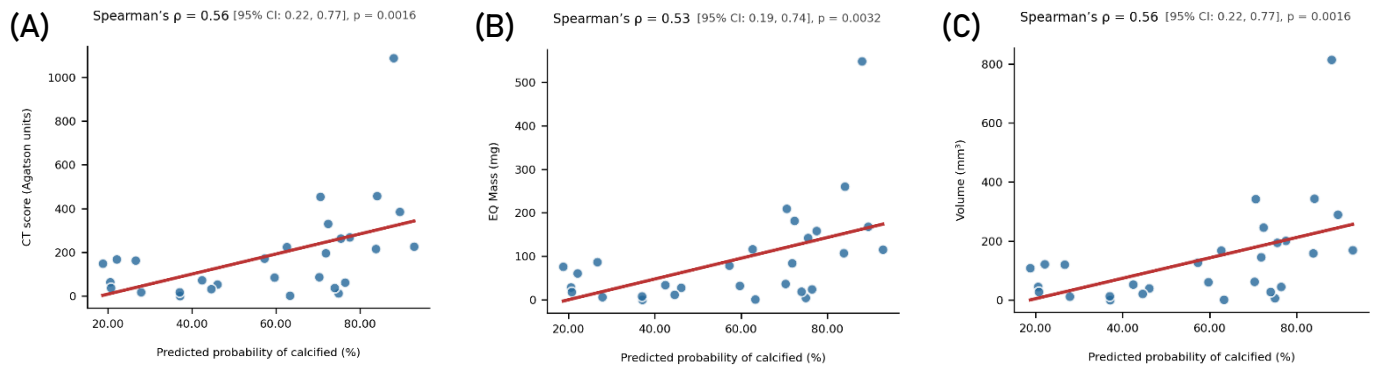 (A)
Spearman's ρ = 0.56 [95% CI: 0.22, 0.77], p = 0.0016
CT score (Agatson units)
1000
800
600
400
200
0
20.00 40.00 60.00 80.00
Predicted probability of calcified (%)
(B)
Spearman's ρ = 0.53 [95% CI: 0.19, 0.74], p = 0.0032
EQ Mass (mg)
500
400
300
200
100
0
20.00 40.00 60.00 80.00
Predicted probability of calcified (%)
(C)
Spearman's ρ = 0.56 [95% CI: 0.22, 0.77], p = 0.0016
Volume (mm³)
800
600
400
200
0
20.00 40.00 60.00 80.00
Predicted probability of calcified (%)